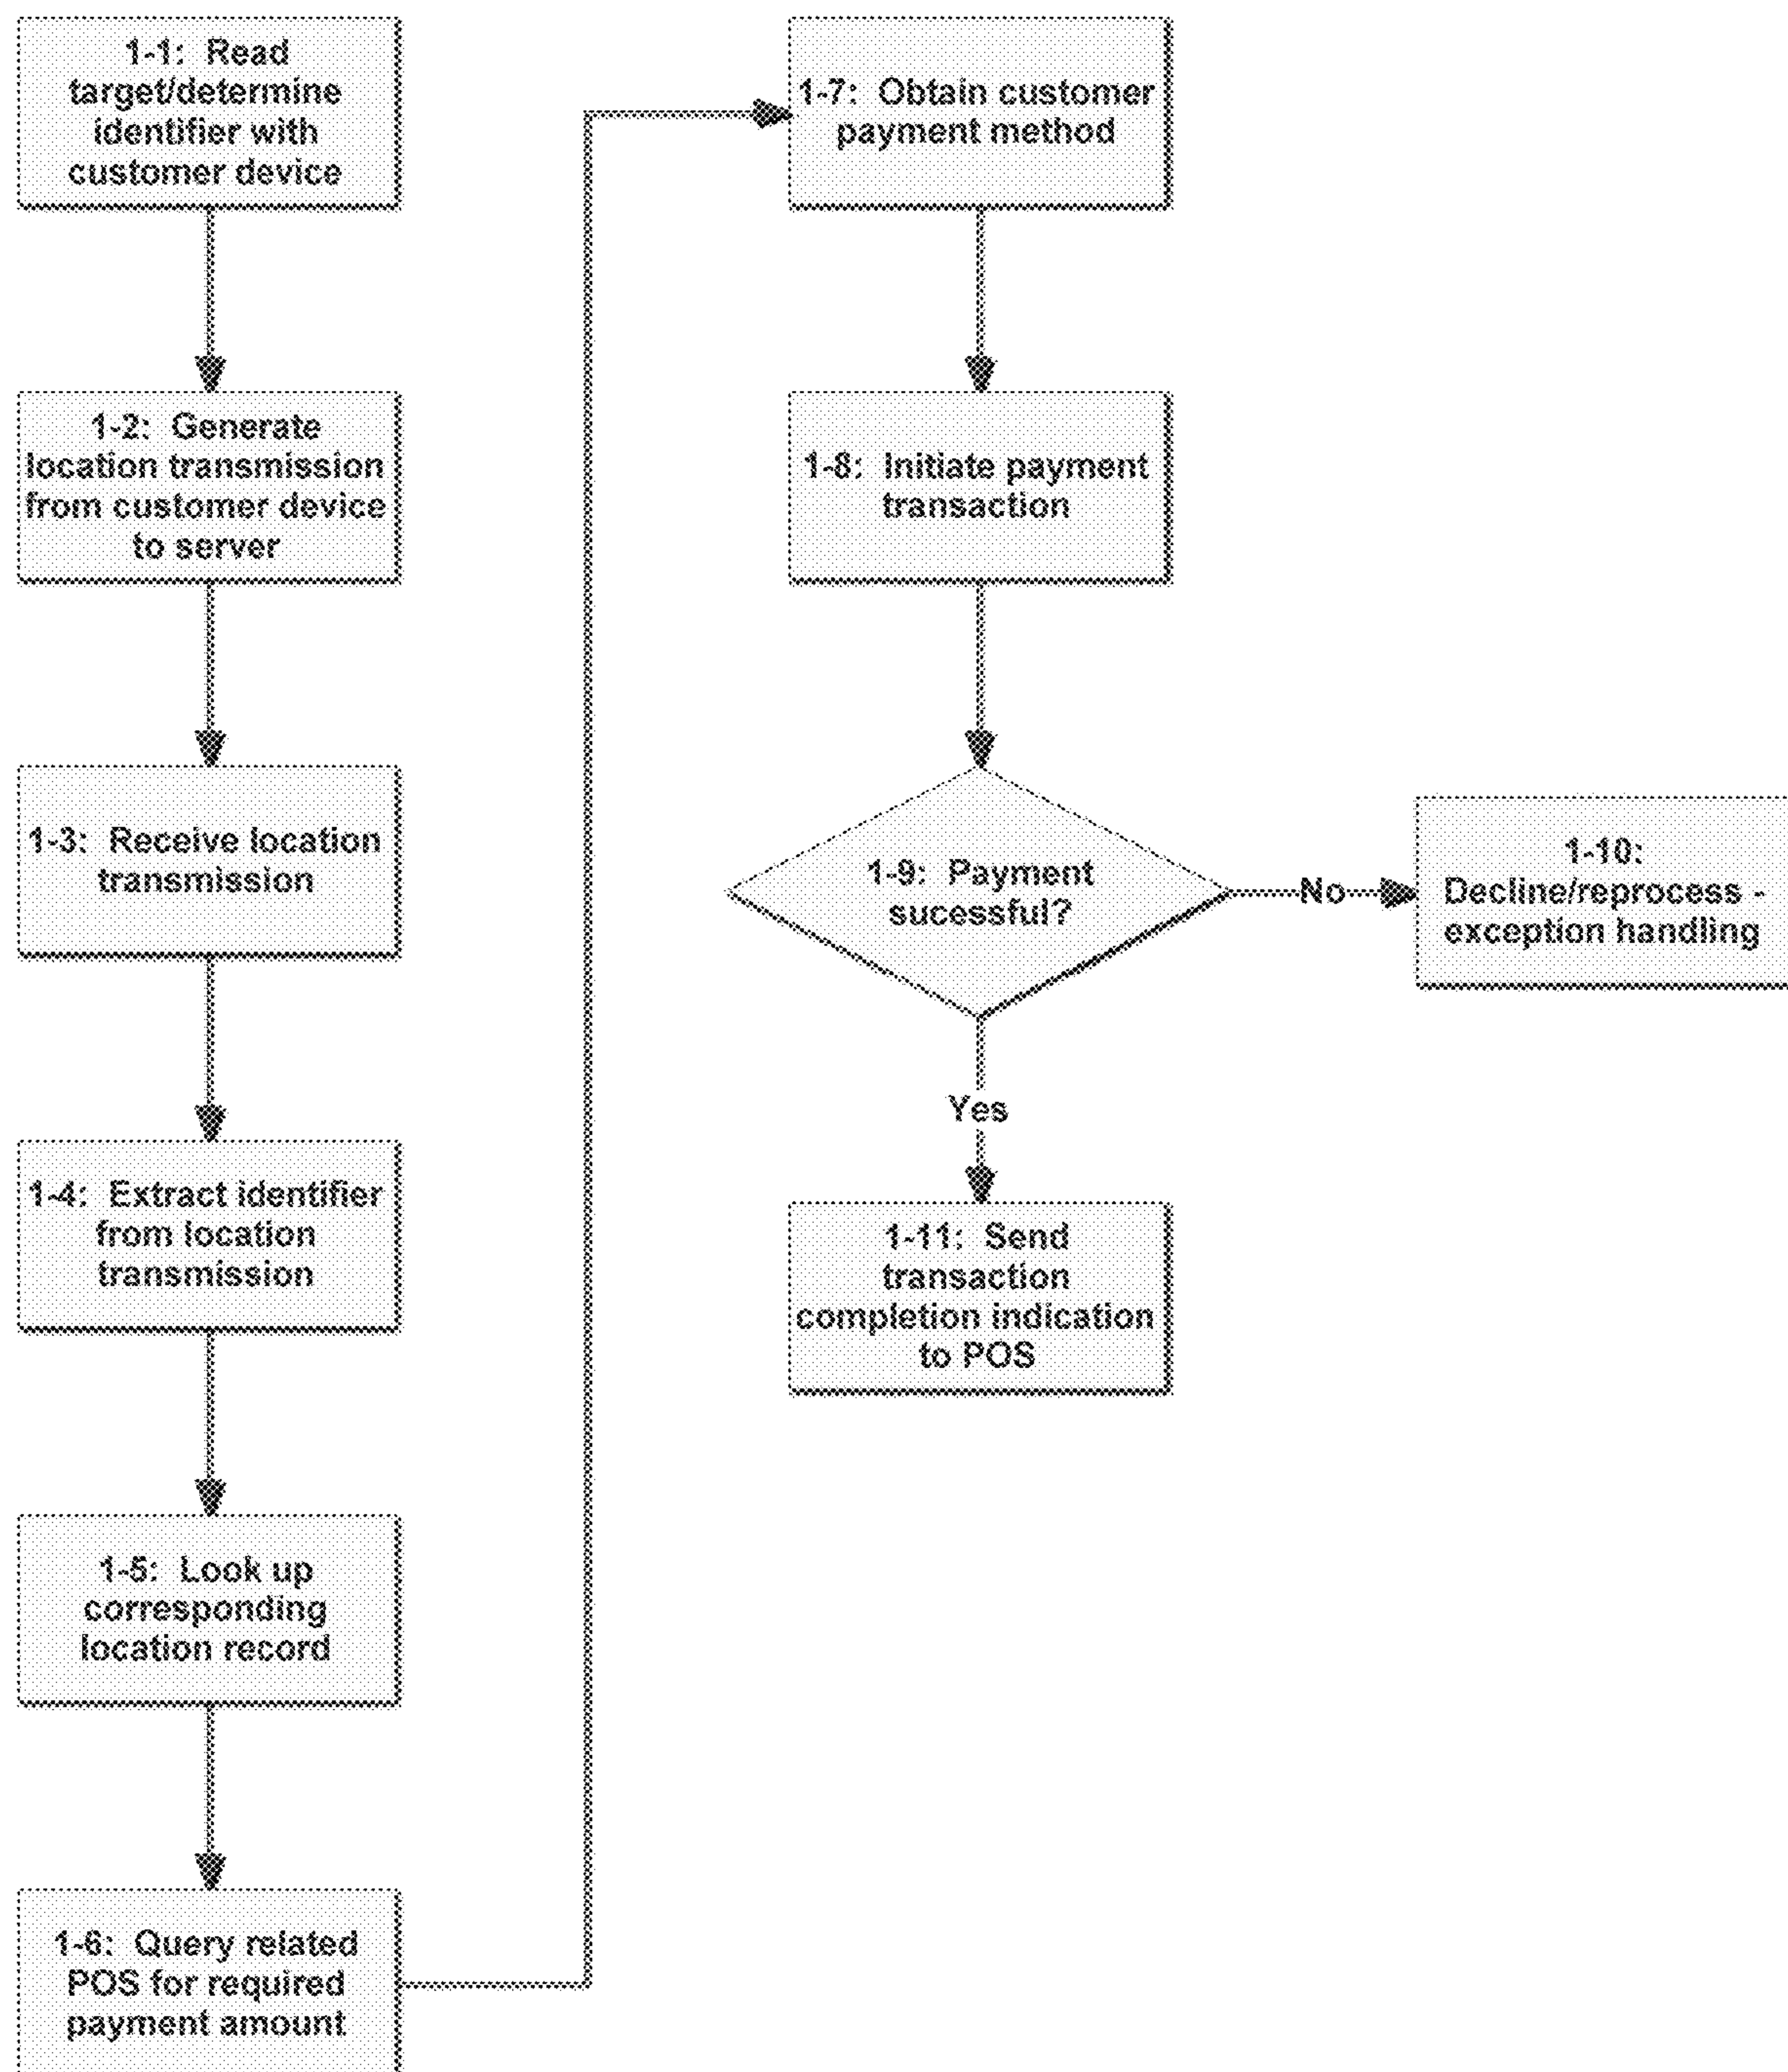 1-1: Read
target/determine
identifier with
customer device
1-2: Generate
location transmission
from customer device
to server
1-3: Receive location
transmission
1-4: Extract identifier
from location
transmission
1-5: Look up
corresponding
location record
1-6: Query related
POS for required
payment amount
1-7: Obtain customer
payment method
1-8: Initiate payment
transaction
1-9: Payment
sucessful?
No
1-10:
Decline/reprocess -
exception handling
Yes
1-11: Send
transaction
completion indication
to POS